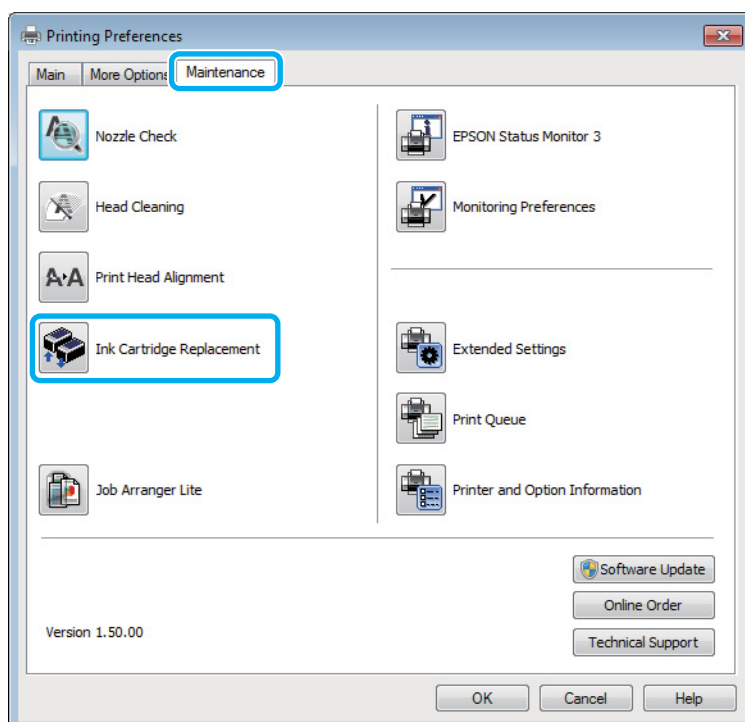 Printing Preferences
Main
More Options
Maintenance
Nozzle Check
Head Cleaning
A·A Print Head Alignment
Ink Cartridge Replacement
Job Arranger Lite
EPSON Status Monitor 3
Monitoring Preferences
Extended Settings
Print Queue
Printer and Option Information
Software Update
Online Order
Version 1.50.00
Technical Support
OK
Cancel
Help